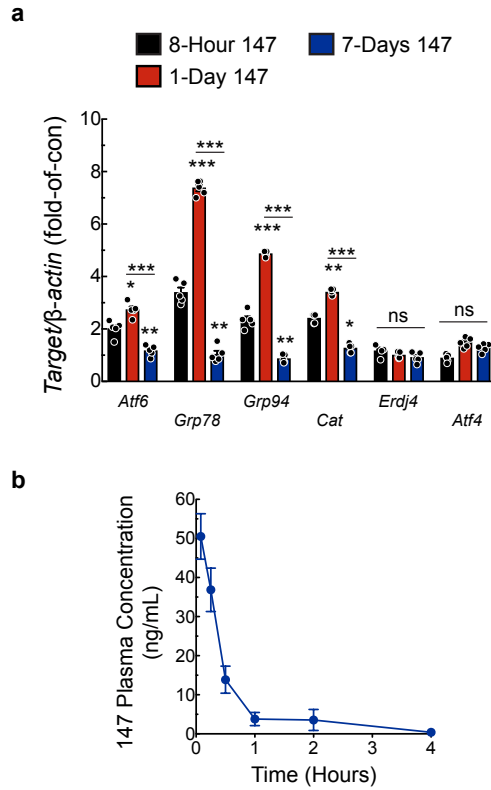 a
8-Hour 147
7-Days 147
1-Day 147
Target/β-actin (fold-of-con)
10
8
6
4
2
0
***
*
**
***
***
**
***
***
**
***
**
*
ns
ns
Atf6
Grp78
Grp94
Cat
Erdj4
Atf4
b
147 Plasma Concentration
(ng/mL)
60
50
40
30
20
10
0
0
1
2
3
4
Time (Hours)